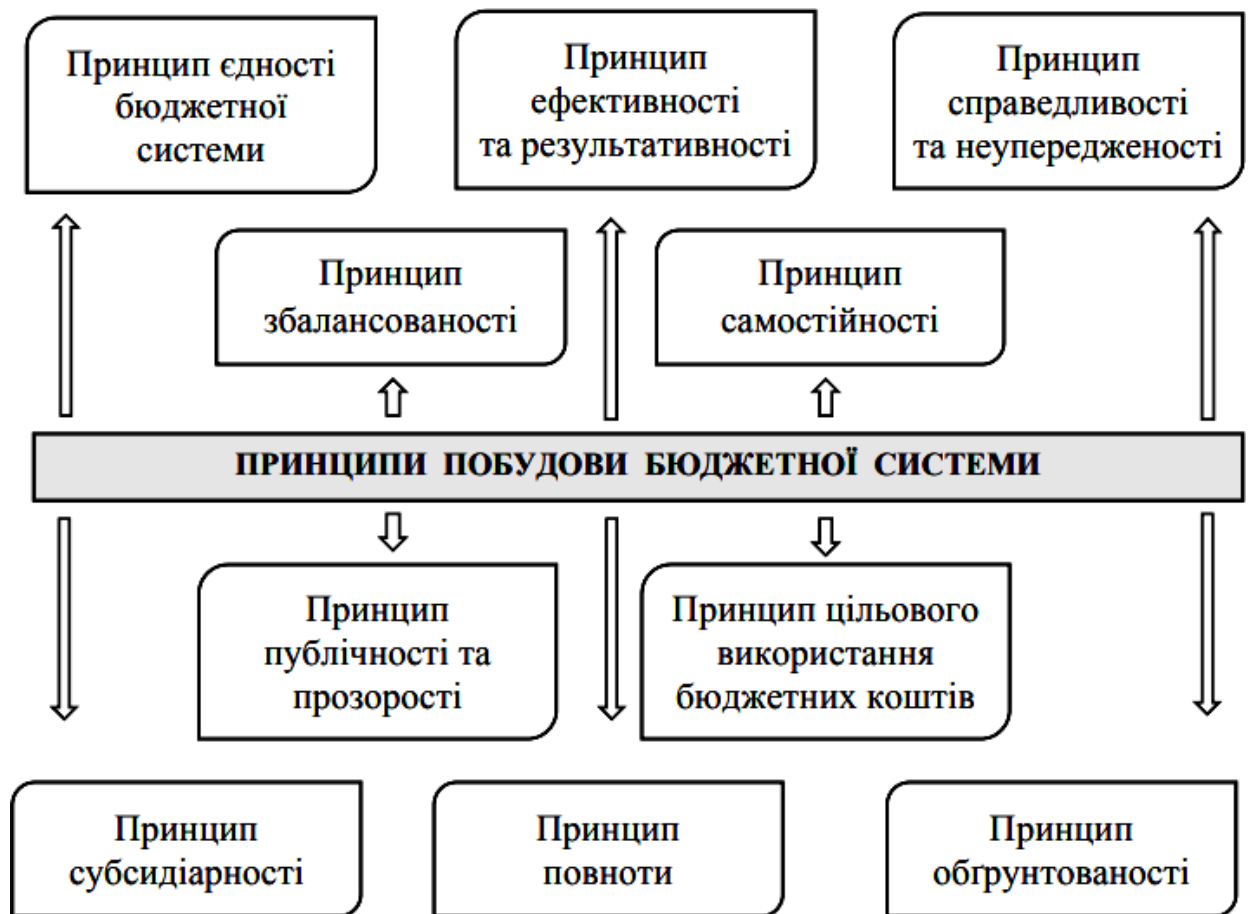 Принцип єдності
бюджетної
системи
Принцип
ефективності
та результативності
Принцип
справедливості
та неупередженості
Принцип
збалансованості
Принцип
самостійності
ПРИНЦИПИ ПОБУДОВИ БЮДЖЕТНОЇ СИСТЕМИ
Принцип
публічності та
прозорості
Принцип цільового
використання
бюджетних коштів
Принцип
субсидіарності
Принцип
повноти
Принцип
обґрунтованості